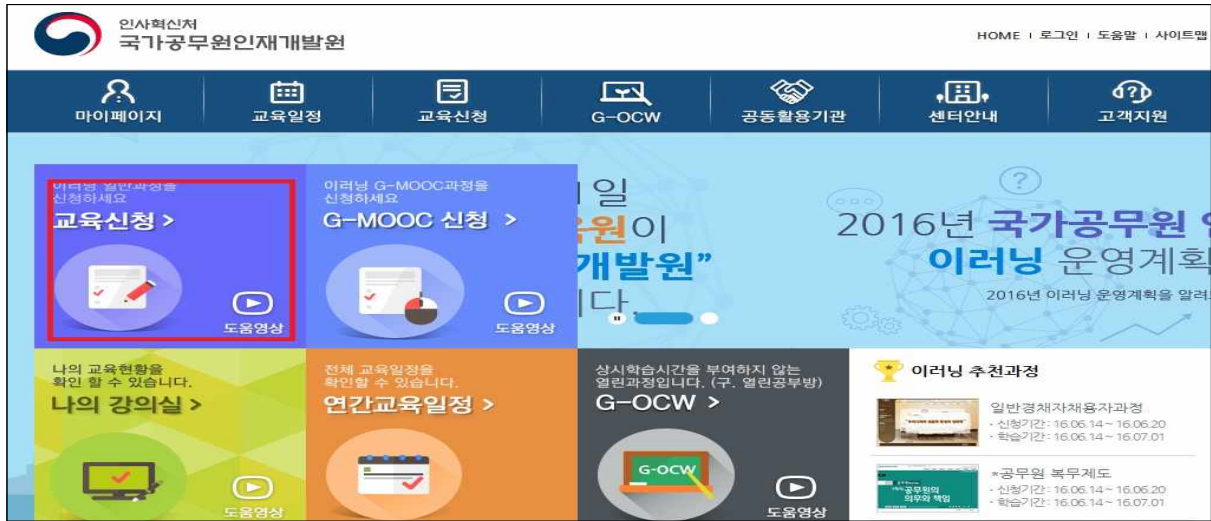 인사혁신처
국가공무원인재개발원
HOME | 로그인 | 도움말 | 사이트맵
마이페이지
교육일정
교육신청
G-OCW
공동활용기관
센터안내
고객지원
이러닝 일반과정을
신청하세요
교육신청 >
도움영상
이러닝 G-MOOC과정을
신청하세요
G-MOOC 신청 >
도움영상
일
원이
개발원”
다.
2016년 국가공무원
이러닝 운영계획
2016년 이러닝 운영계획을 알려
나의 교육현황을
확인 할 수 있습니다.
나의 강의실 >
도움영상
전체 교육일정을
확인할 수 있습니다.
연간교육일정 >
상시학습시간을 부여하지 않는
열린과정입니다. (구. 열린공부방)
G-OCW >
G-OCW
도움영상
이러닝 추천과정
일반경채자채용자과정
- 신청기간 : 16.06.14 ~ 16.06.20
- 학습기간 : 16.06.14 ~ 16.07.01
공무원의
의무와 책임
*공무원 복무제도
- 신청기간 : 16.06.14 ~ 16.06.20
- 학습기간 : 16.06.14 ~ 16.07.01